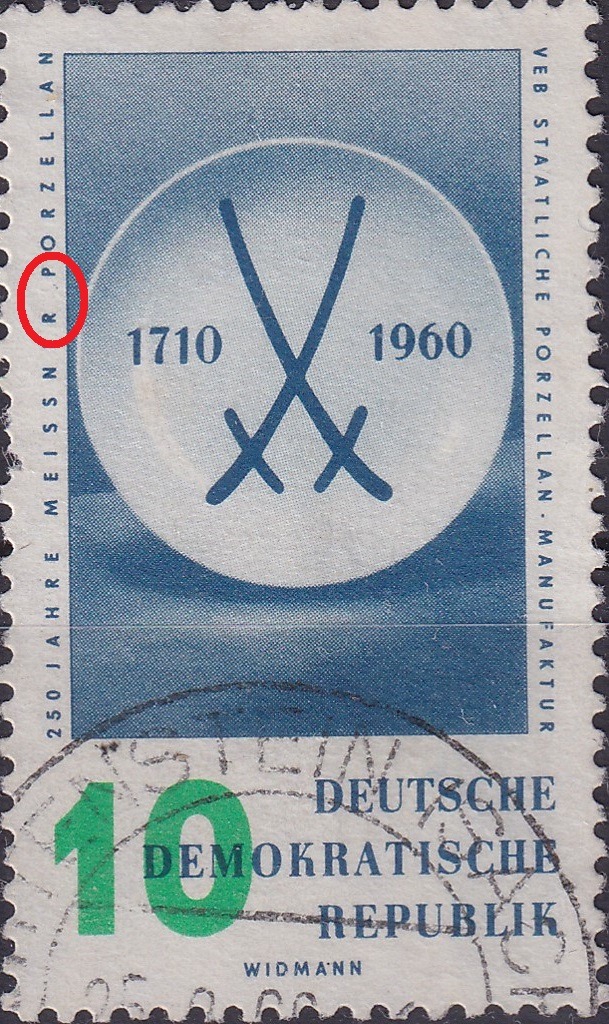 250 JAHRE MEISSN R PORZELLAN
VEB STAATLICHE PORZELLAN-MANUFAKTUR
1710 1960
10
DEUTSCHE
DEMOKRATISCHE
REPUBLIK
WIDMANN